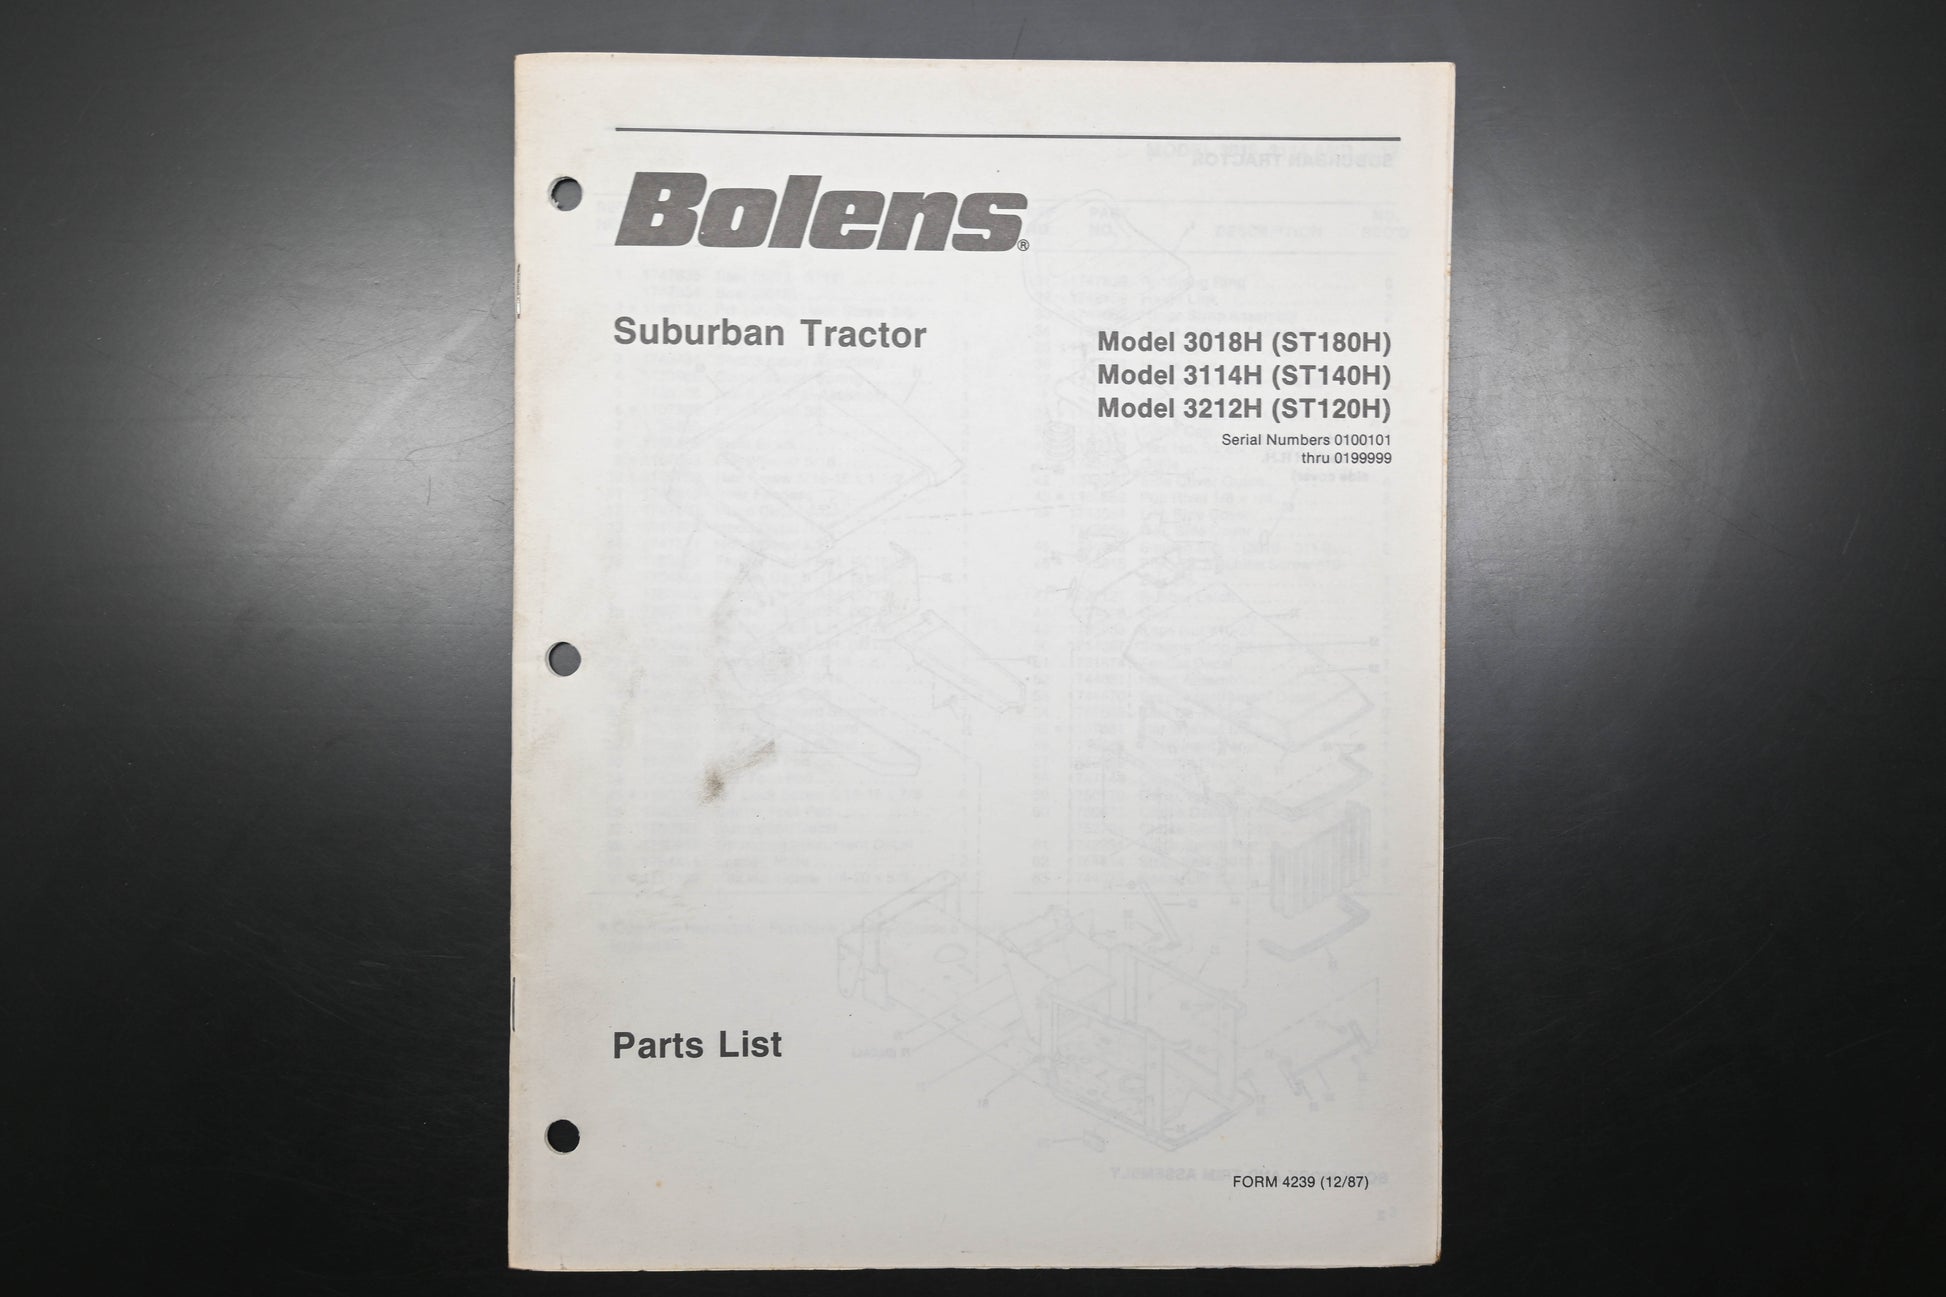 Bolens®
Suburban Tractor
Model 3018H (ST180H)
Model 3114H (ST140H)
Model 3212H (ST120H)
Serial Numbers 0100101
thru 0199999
Parts List
FORM 4239 (12/87)